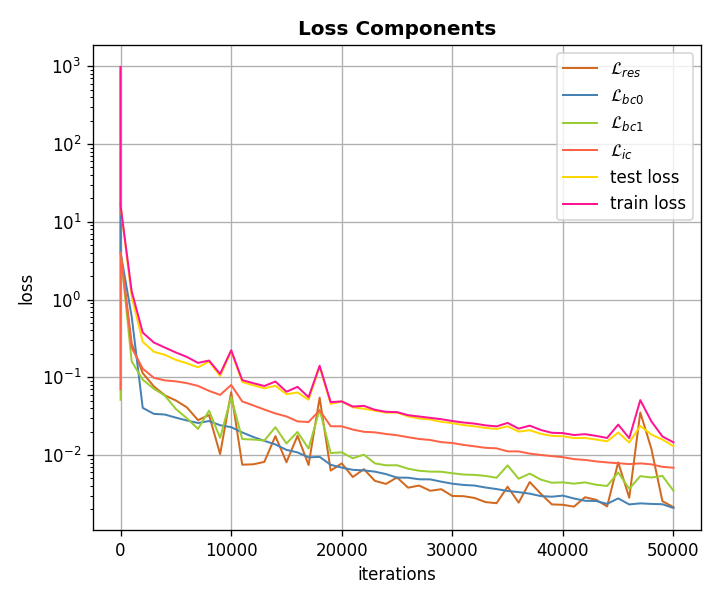 Loss Components
10³
10²
10¹
10⁰
10⁻¹
10⁻²
loss
0
10000
20000
30000
40000
50000
iterations
ℒres
ℒbc0
ℒbc1
ℒic
test loss
train loss